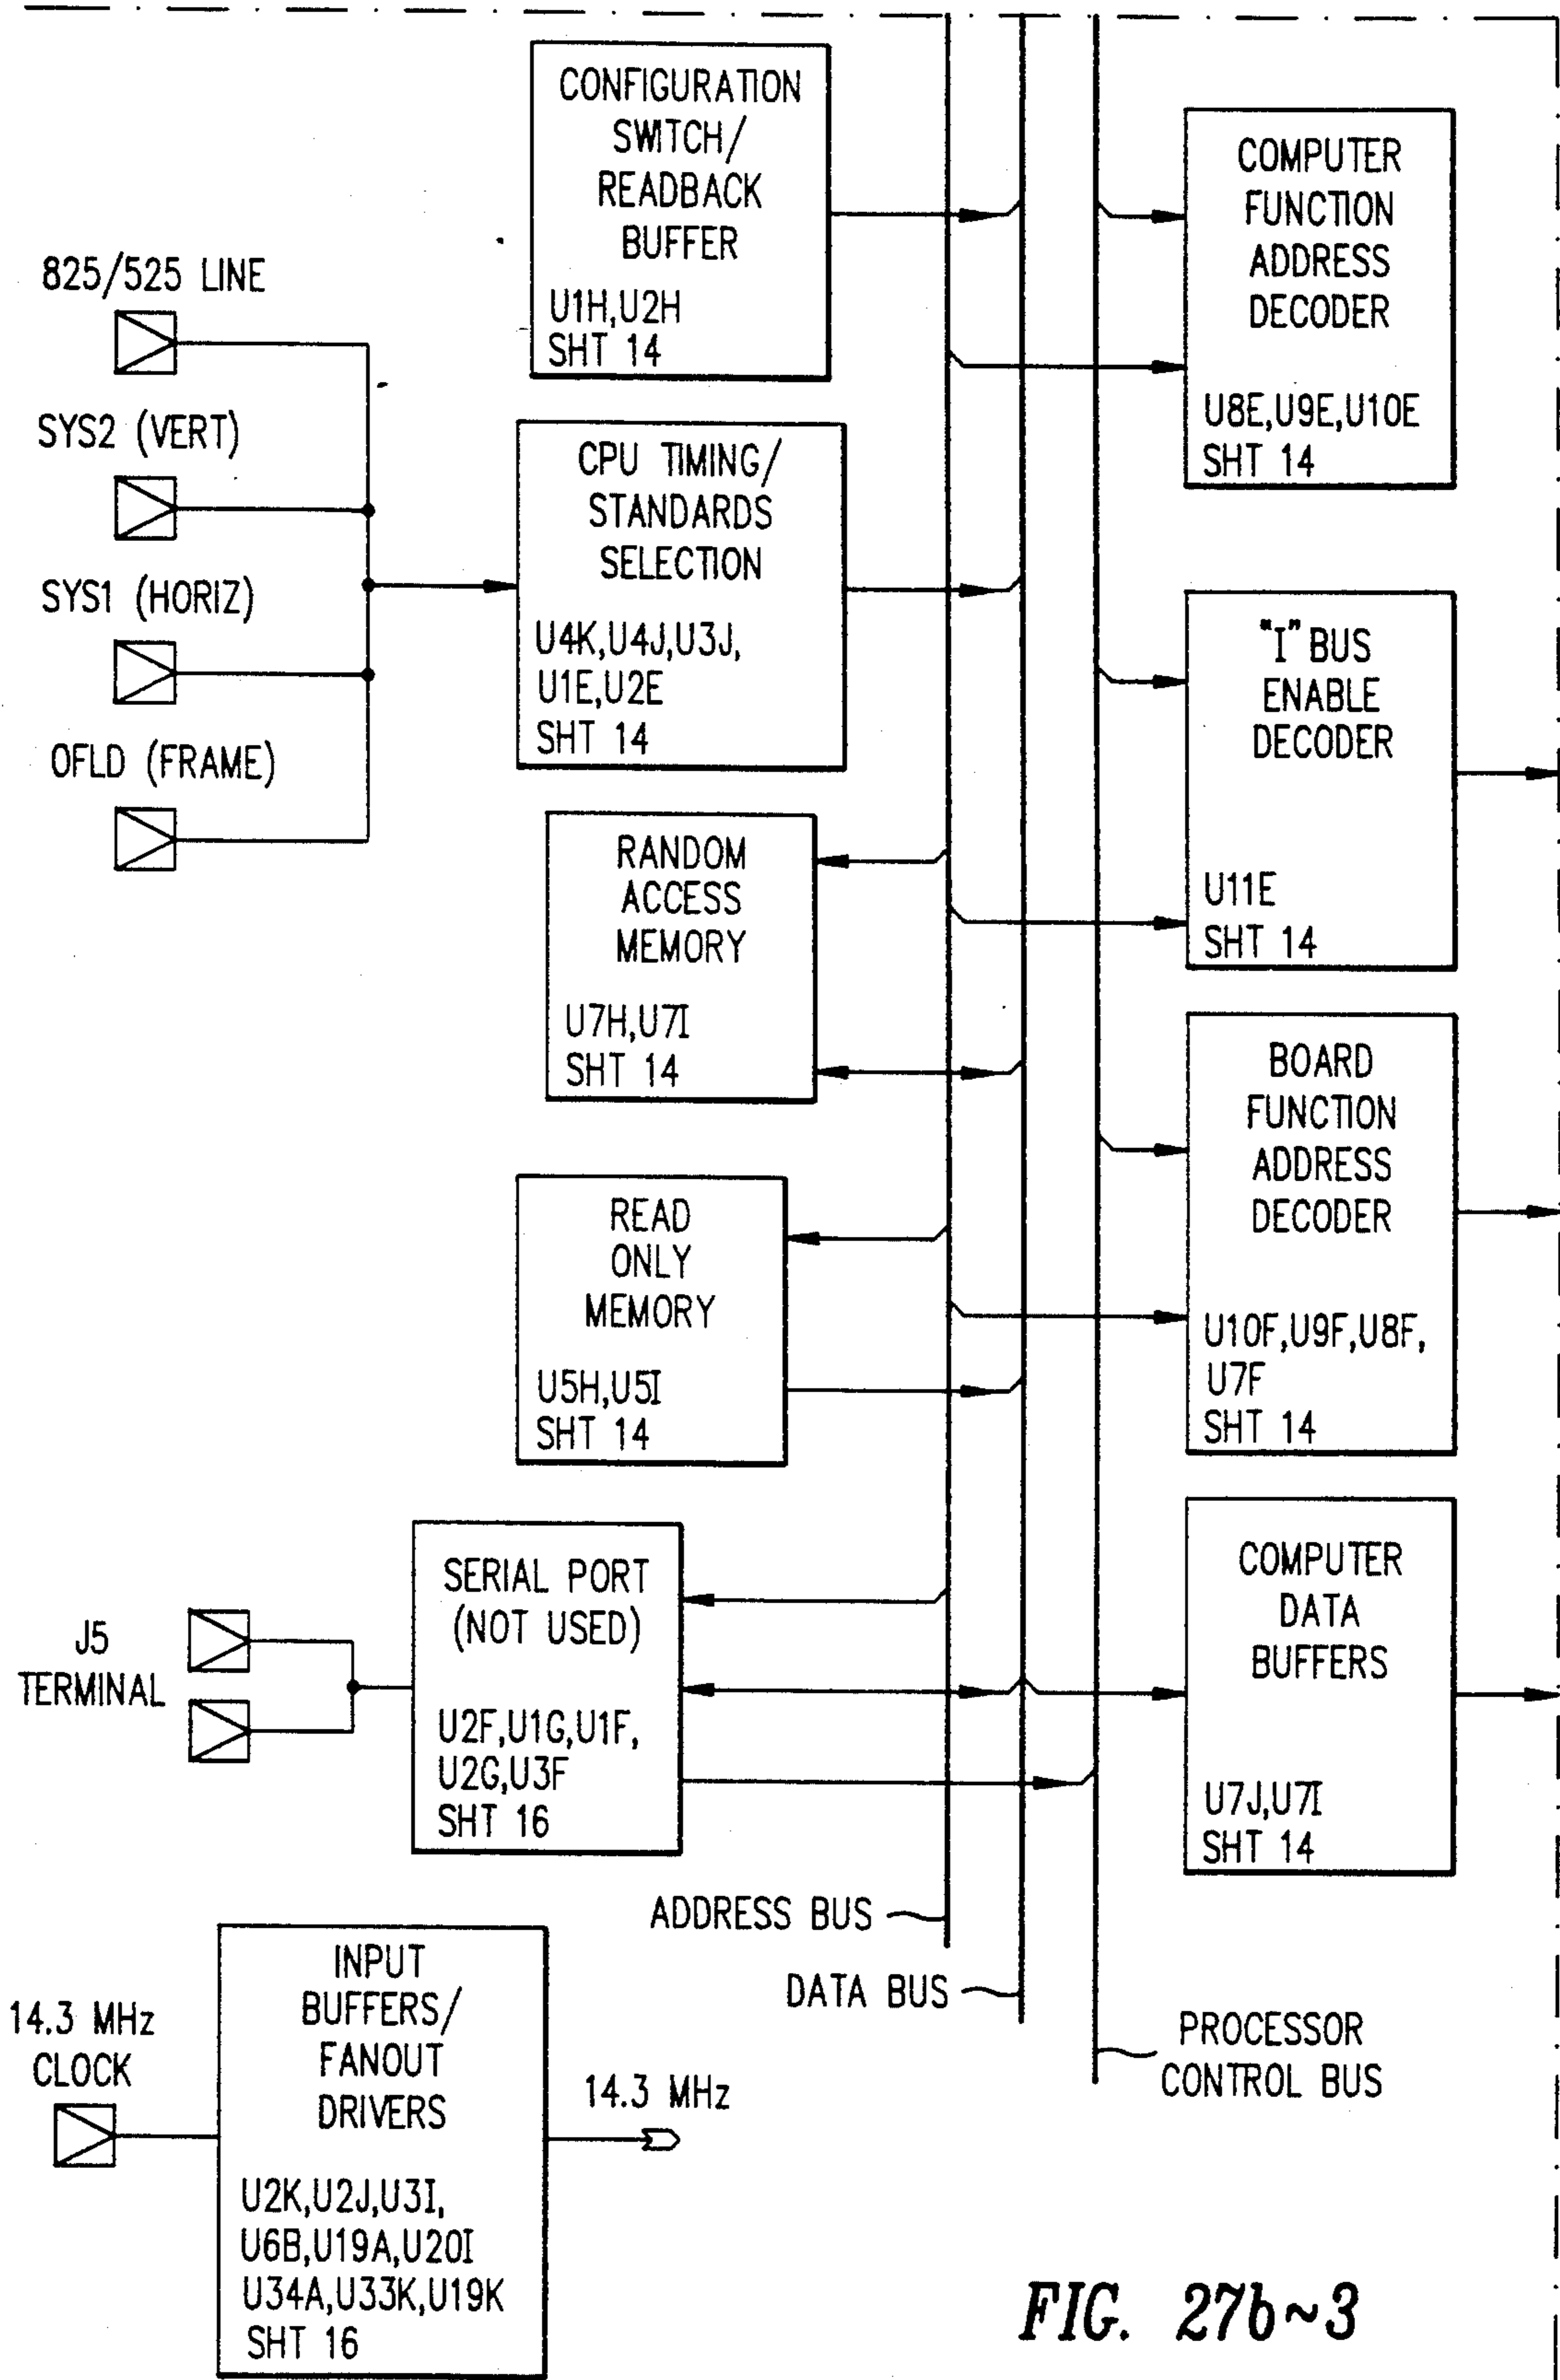 CONFIGURATION
SWITCH/
READBACK
BUFFER
U1H,U2H
SHT 14
COMPUTER
FUNCTION
ADDRESS
DECODER
U8E,U9E,U10E
SHT 14
825/525 LINE
SYS2 (VERT)
SYS1 (HORIZ)
OFLD (FRAME)
CPU TIMING/
STANDARDS
SELECTION
U4K,U4J,U3J,
U1E,U2E
SHT 14
"I" BUS
ENABLE
DECODER
U11E
SHT 14
RANDOM
ACCESS
MEMORY
U7H,U7I
SHT 14
BOARD
FUNCTION
ADDRESS
DECODER
U10F,U9F,U8F,
U7F
SHT 14
READ
ONLY
MEMORY
U5H,U5I
SHT 14
J5
TERMINAL
SERIAL PORT
(NOT USED)
U2F,U1G,U1F,
U2G,U3F
SHT 16
COMPUTER
DATA
BUFFERS
U7J,U7I
SHT 14
ADDRESS BUS
DATA BUS
PROCESSOR
CONTROL BUS
14.3 MHz
CLOCK
INPUT
BUFFERS/
FANOUT
DRIVERS
U2K,U2J,U3I,
U6B,U19A,U20I
U34A,U33K,U19K
SHT 16
14.3 MHz
FIG. 27b~3